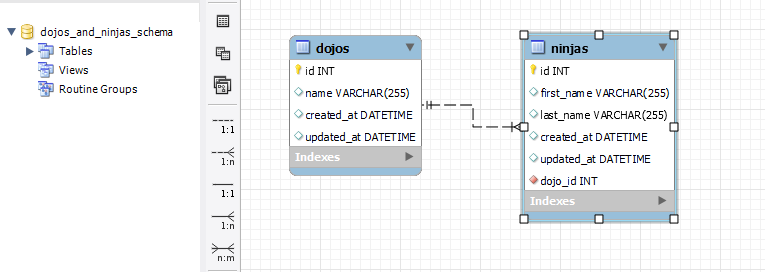 dojos_and_ninjas_schema
Tables
Views
Routine Groups
1:1
1:n
1:1
1:n
n:m
dojos
id INT
name VARCHAR(255)
created_at DATETIME
updated_at DATETIME
Indexes
ninjas
id INT
first_name VARCHAR(255)
last_name VARCHAR(255)
created_at DATETIME
updated_at DATETIME
dojo_id INT
Indexes